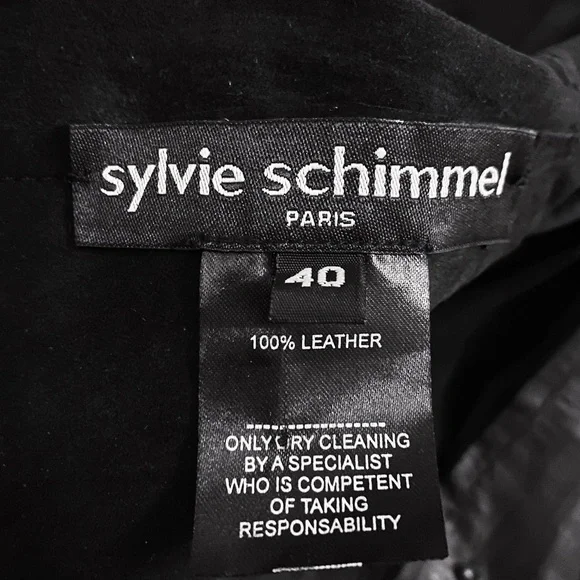 sylvie schimmel
PARIS
40
100% LEATHER
ONLY DRY CLEANING
BY A SPECIALIST
WHO IS COMPETENT
OF TAKING
RESPONSABILITY